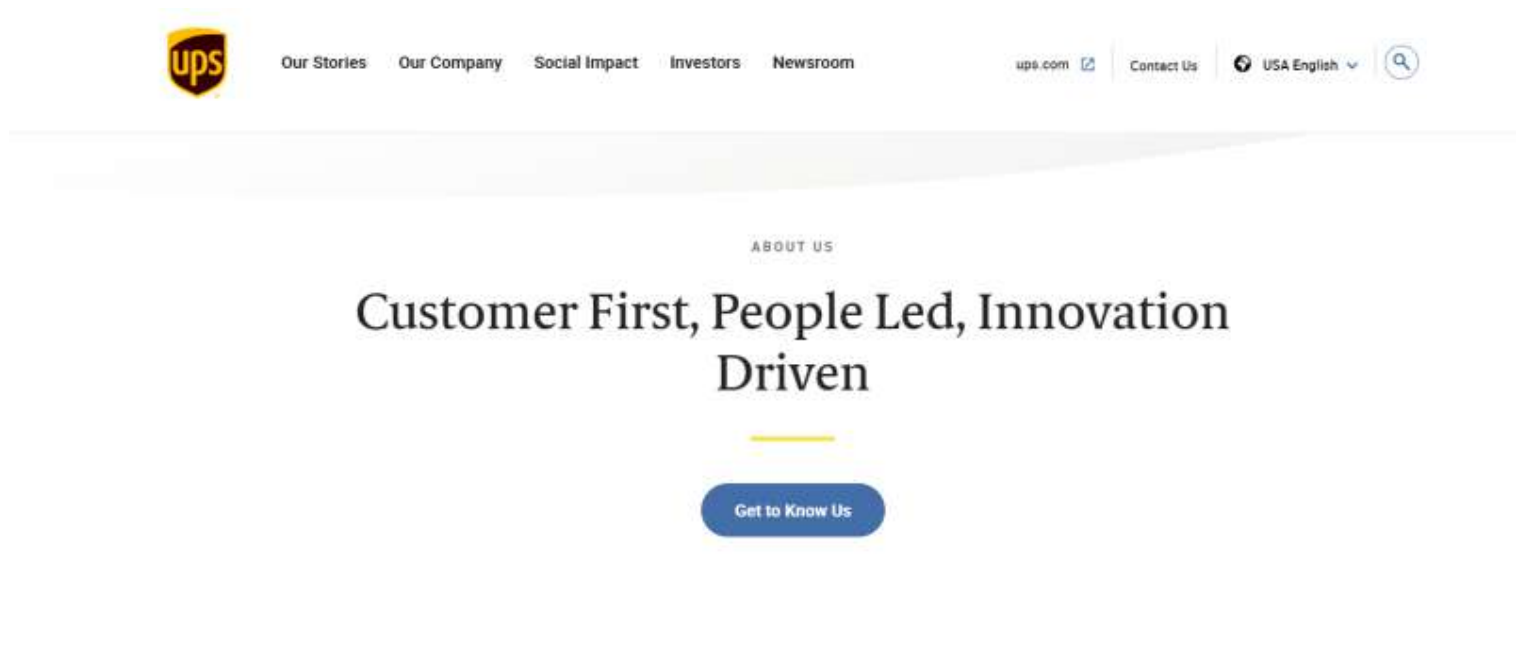 ups
Our Stories Our Company Social Impact Investors Newsroom
ups.com Contact Us USA English
ABOUT US
Customer First, People Led, Innovation
Driven
Get to Know Us